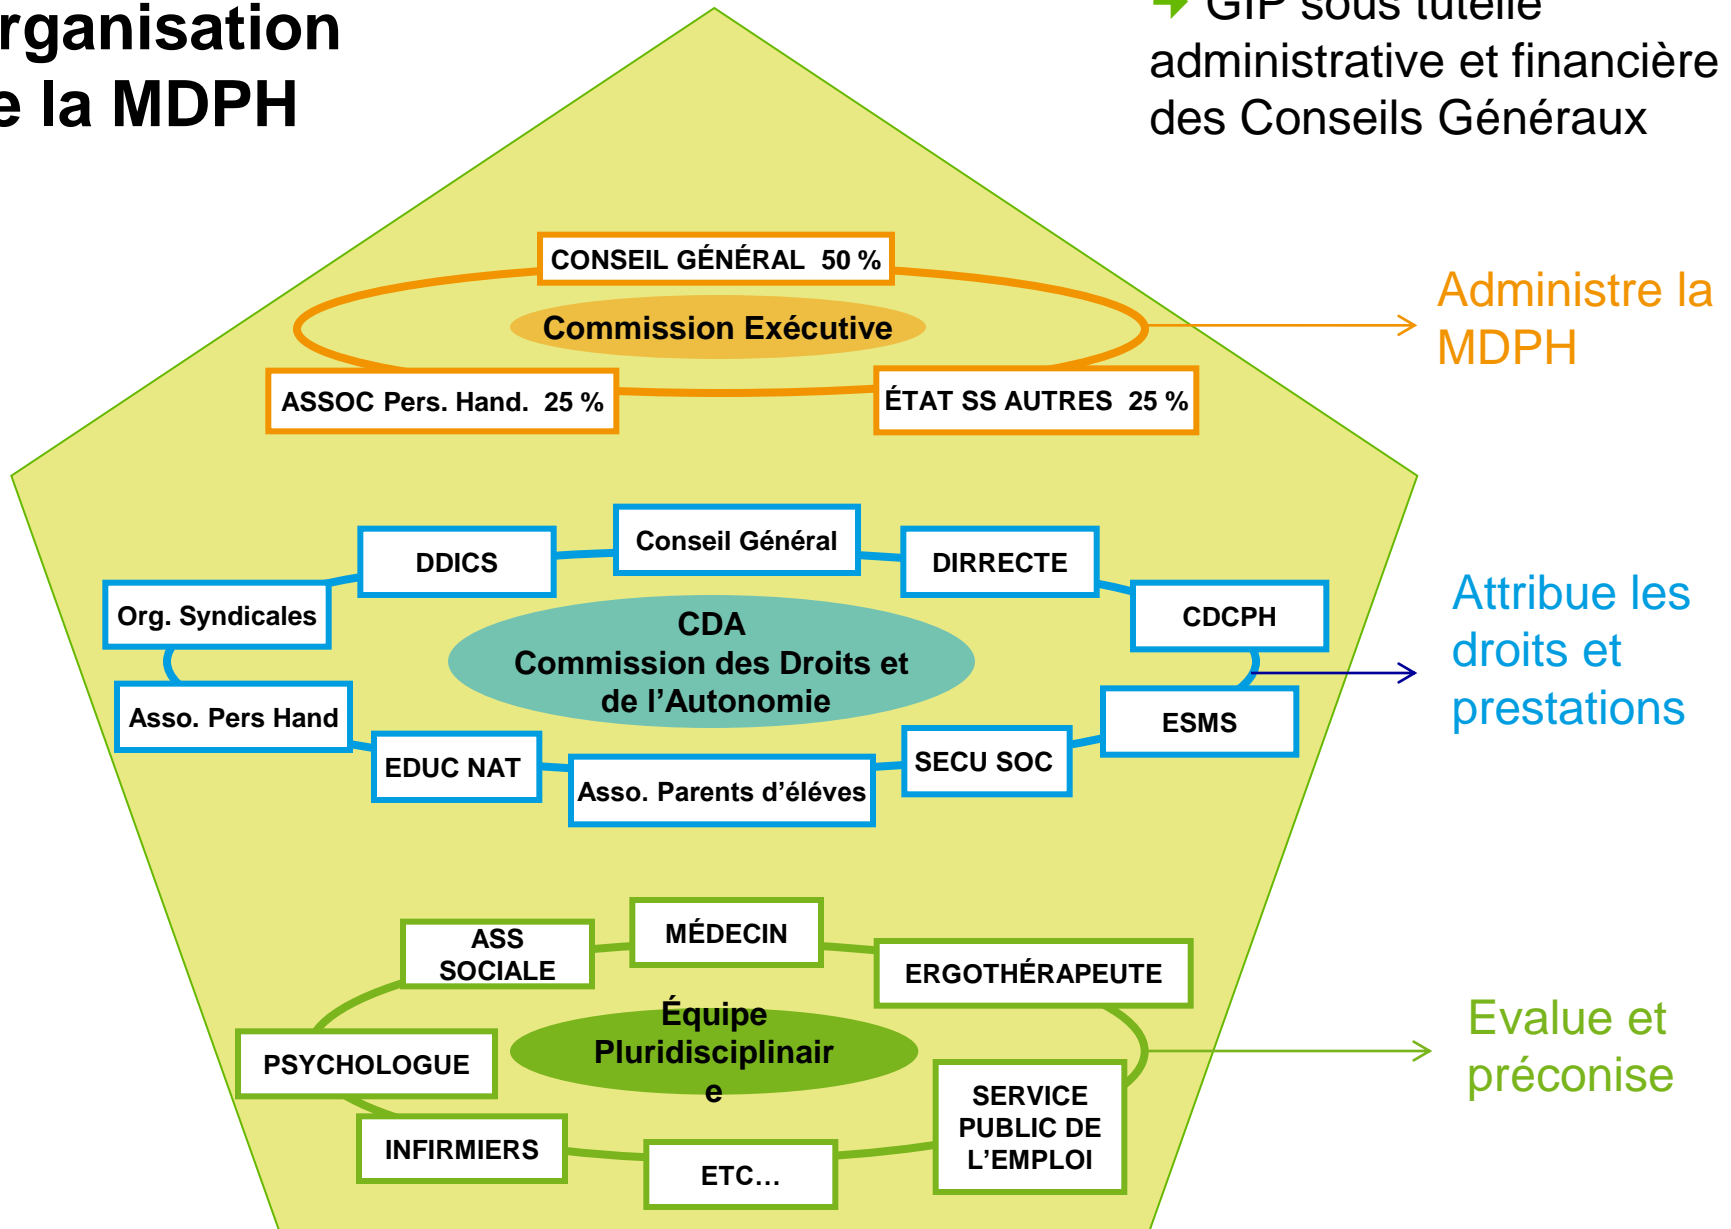 rganisation
e la MDPH
➔ GIP sous tutelle
administrative et financière
des Conseils Généraux
CONSEIL GÉNÉRAL 50 %
Commission Exécutive
ASSOC Pers. Hand. 25 %
ÉTAT SS AUTRES 25 %
Administre la
MDPH
Conseil Général
DDICS
DIRRECTE
Org. Syndicales
CDCPH
CDA
Commission des Droits et
de l’Autonomie
Asso. Pers Hand
ESMS
EDUC NAT
SECU SOC
Asso. Parents d’éléves
Attribue les
droits et
prestations
MÉDECIN
ASS
SOCIALE
ERGOTHÉRAPEUTE
Équipe
Pluridisciplinair
e
PSYCHOLOGUE
SERVICE
PUBLIC DE
L’EMPLOI
INFIRMIERS
ETC…
Evalue et
préconise